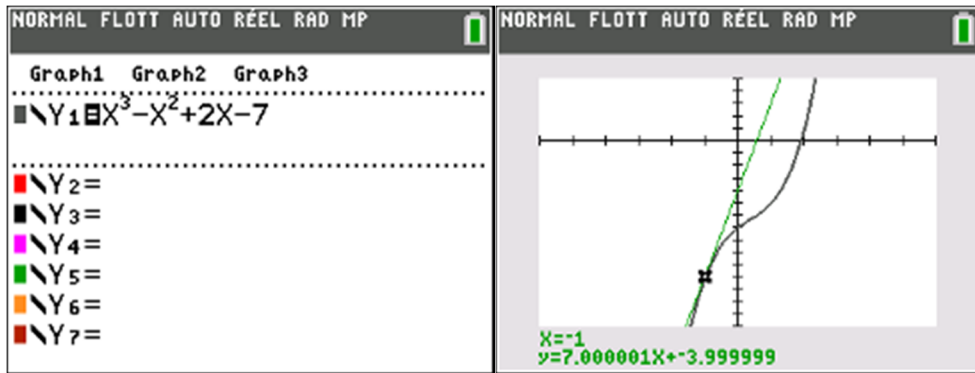 NORMAL FLOTT AUTO RÉEL RAD MP
Graph1 Graph2 Graph3
\Y1=X³-X²+2X-7
\Y2=
\Y3=
\Y4=
\Y5=
\Y6=
\Y7=
NORMAL FLOTT AUTO RÉEL RAD MP
X=-1
y=7.000001X+-3.999999